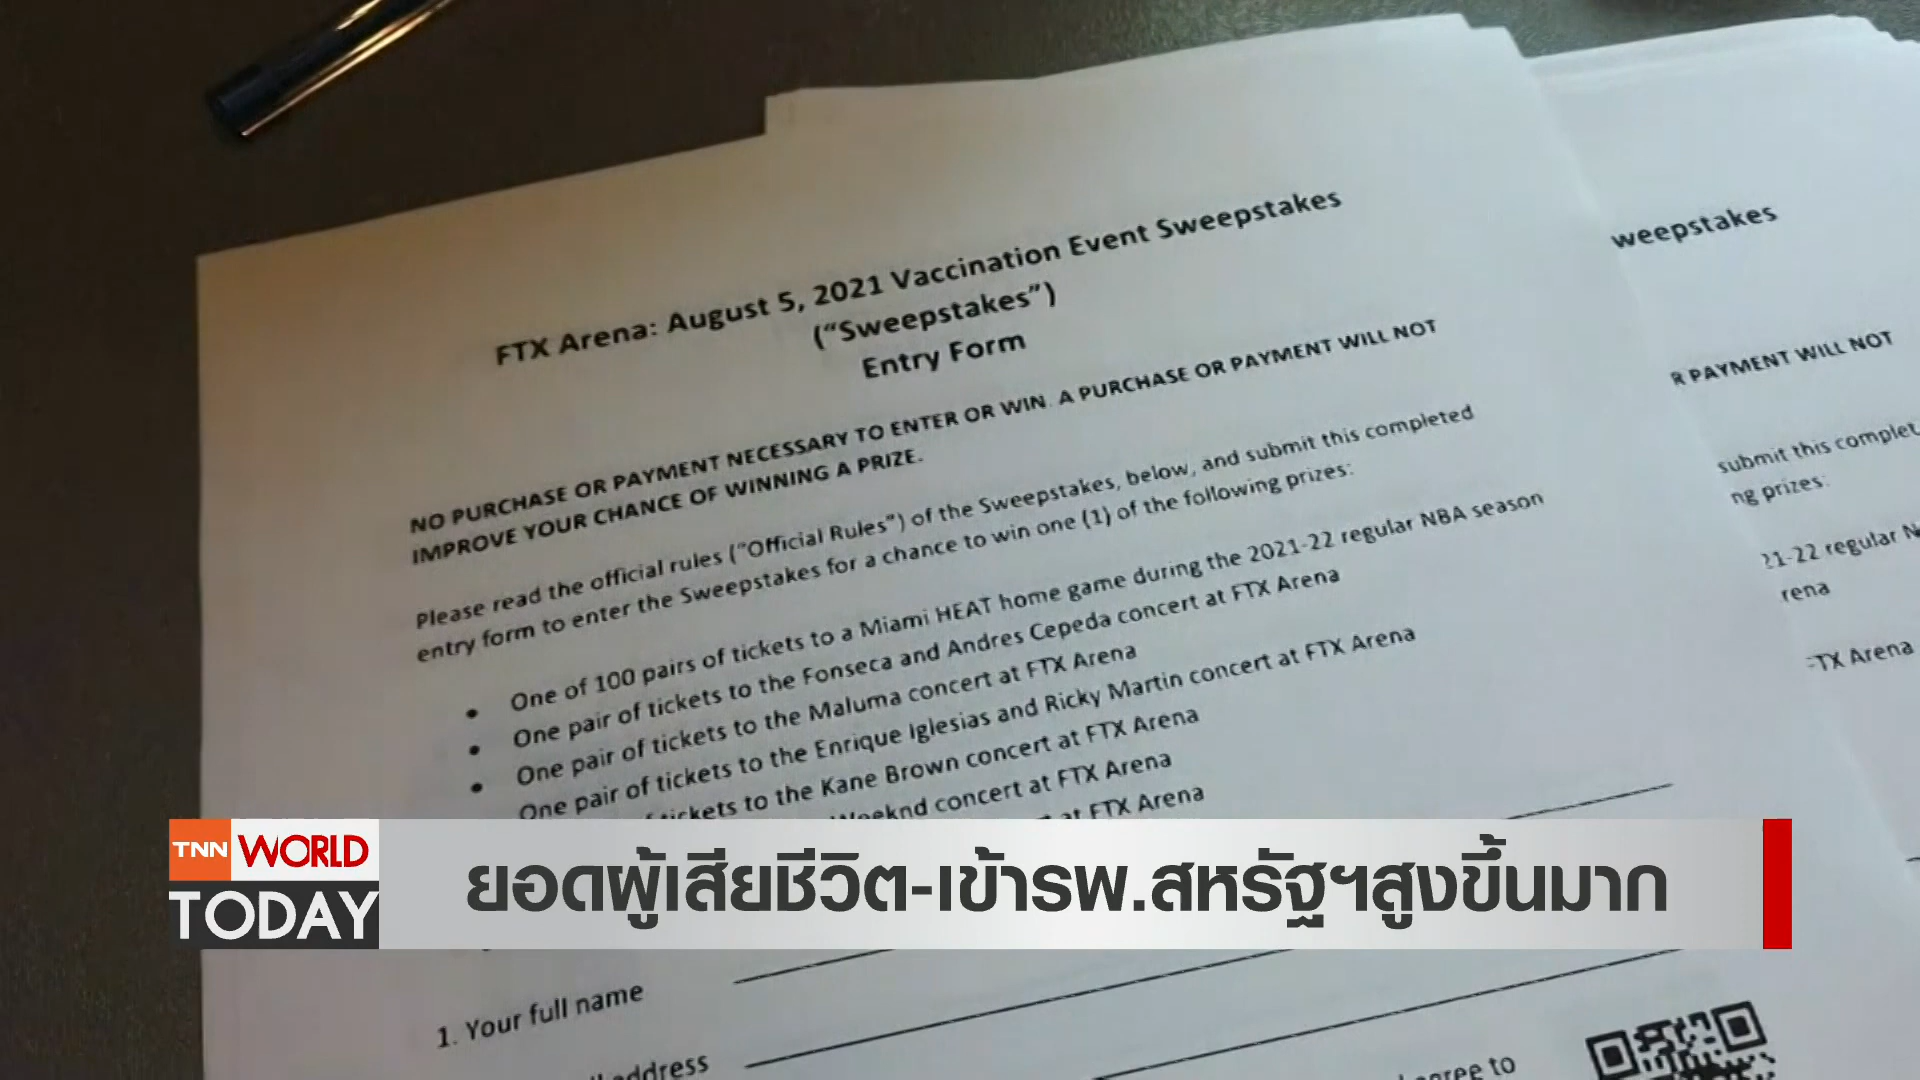 FTX Arena: August 5, 2021 Vaccination Event Sweepstakes
("Sweepstakes")
Entry Form
NO PURCHASE OR PAYMENT NECESSARY TO ENTER OR WIN. A PURCHASE OR PAYMENT WILL NOT
IMPROVE YOUR CHANCE OF WINNING A PRIZE.
Please read the official rules ("Official Rules") of the Sweepstakes, below, and submit this completed
entry form to enter the Sweepstakes for a chance to win one (1) of the following prizes:
• One of 100 pairs of tickets to a Miami HEAT home game during the 2021-22 regular NBA season
• One pair of tickets to the Fonseca and Andres Cepeda concert at FTX Arena
• One pair of tickets to the Maluma concert at FTX Arena
One pair of tickets to the Enrique Iglesias and Ricky Martin concert at FTX Arena
tickets to the Kane Brown concert at FTX Arena
Weeknd concert at FTX Arena
at FTX Arena
1. Your full name
address
agree to
weepstakes
R PAYMENT WILL NOT
submit this complet
ng prizes:
21-22 regular N
rena
FTX Arena
TNN WORLD
TODAY
ยอดผู้เสียชีวิต-เข้ารพ.สหรัฐฯสูงขึ้นมาก